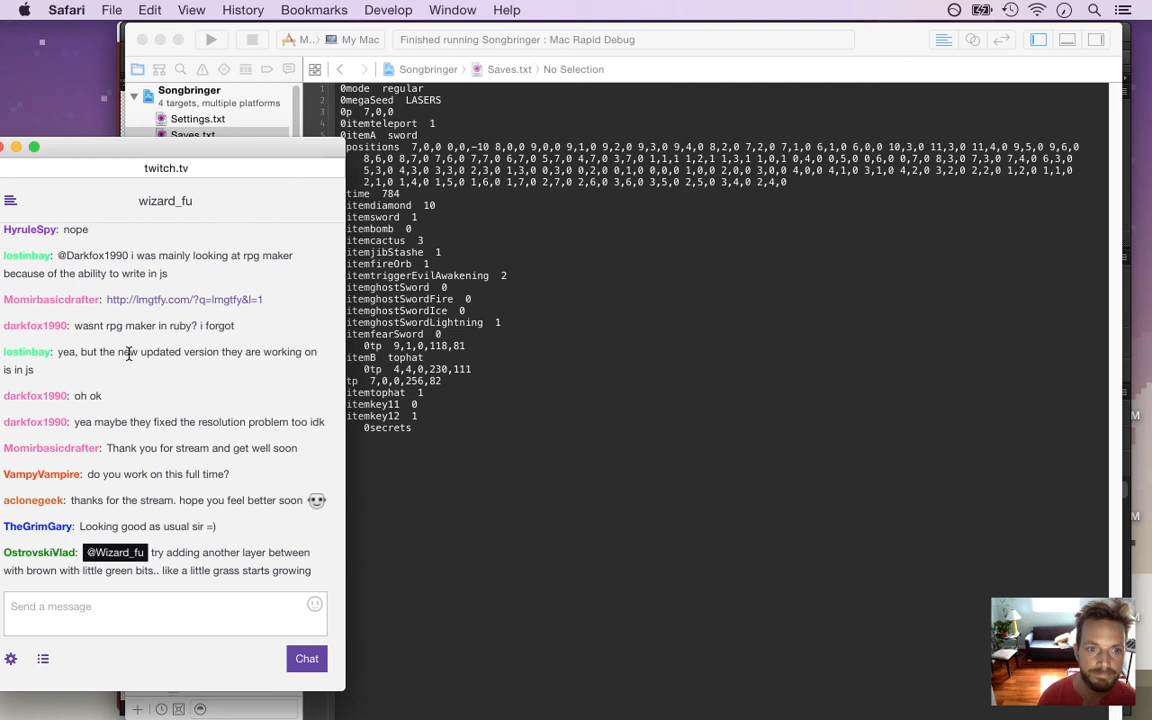 Safari File Edit View History Bookmarks Develop Window Help
M.. My Mac Finished running Songbringer : Mac Rapid Debug
Songbringer Saves.txt No Selection
Songbringer
4 targets, multiple platforms
Settings.txt
Saves.txt
1 0mode regular
2 0megaSeed LASERS
3 0p 7,0,0
4 0itemteleport 1
0itemA sword
positions 7,0,0 0,0,-10 8,0,0 9,0,0 9,1,0 9,2,0 9,3,0 9,4,0 8,2,0 7,2,0 7,1,0 6,1,0 6,0,0 10,3,0 11,3,0 11,4,0 9,5,0 9,6,0
8,6,0 8,7,0 7,6,0 7,7,0 6,7,0 5,7,0 4,7,0 3,7,0 1,1,1 1,2,1 1,3,1 1,0,1 0,4,0 0,5,0 0,6,0 0,7,0 8,3,0 7,3,0 7,4,0 6,3,0
5,3,0 4,3,0 3,3,0 2,3,0 1,3,0 0,3,0 0,2,0 0,1,0 0,0,0 1,0,0 2,0,0 3,0,0 4,0,0 4,1,0 3,1,0 4,2,0 3,2,0 2,2,0 1,2,0 1,1,0
2,1,0 1,4,0 1,5,0 1,6,0 1,7,0 2,7,0 2,6,0 3,6,0 3,5,0 2,5,0 3,4,0 2,4,0
time 784
itemdiamond 10
itemsword 1
itembomb 0
itemcactus 3
itemjibStashe 1
itemfireOrb 1
itemtriggerEvilAwakening 2
itemghostSword 0
itemghostSwordFire 0
itemghostSwordIce 0
itemghostSwordLightning 1
itemfearSword 0
0tp 9,1,0,118,81
itemB tophat
0tp 4,4,0,230,111
tp 7,0,0,256,82
itemtophat 1
itemkey11 0
itemkey12 1
0secrets
twitch.tv
wizard_fu
HyruleSpy: nope
lostinbay: @Darkfox1990 i was mainly looking at rpg maker
because of the ability to write in js
Momirbasicdrafter: http://lmgtfy.com/?q=lmgtfy&l=1
darkfox1990: wasnt rpg maker in ruby? i forgot
lostinbay: yea, but the new updated version they are working on
is in js
darkfox1990: oh ok
darkfox1990: yea maybe they fixed the resolution problem too idk
Momirbasicdrafter: Thank you for stream and get well soon
VampyVampire: do you work on this full time?
aclonegeek: thanks for the stream. hope you feel better soon
TheGrimGary: Looking good as usual sir =)
OstrovskiVlad: @Wizard_fu try adding another layer between
with brown with little green bits.. like a little grass starts growing
Send a message
Chat
M
M